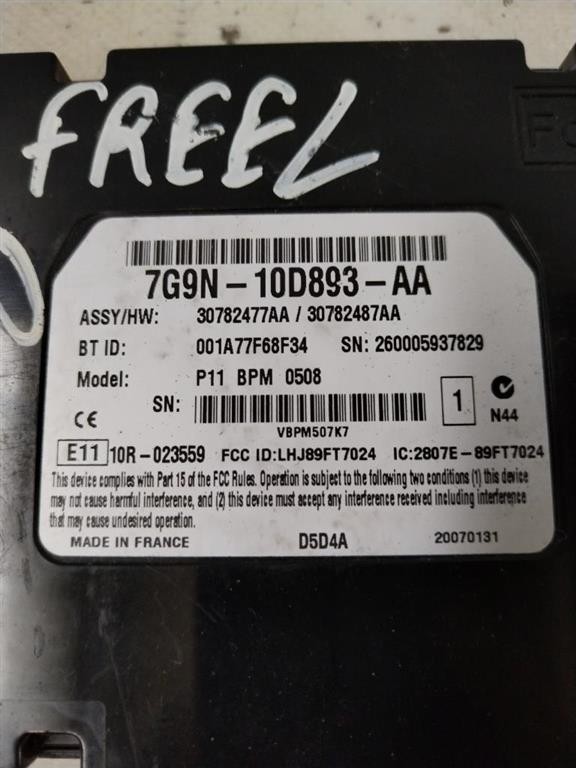 FREEL
7G9N-10D893-AA
ASSY/HW: 30782477AA / 30782487AA
BT ID: 001A77F68F34 SN: 260005937829
Model: P11 BPM 0508
SN:
VBPM507K7
1
N44
CE
E11 10R-023559 FCC ID:LHJ89FT7024 IC:2807E-89FT7024
This device complies with Part 15 of the FCC Rules. Operation is subject to the following two conditions (1) this device
may not cause harmful interference, and (2) this device must accept any interference received including interference
that may cause undesired operation.
MADE IN FRANCE D5D4A 20070131